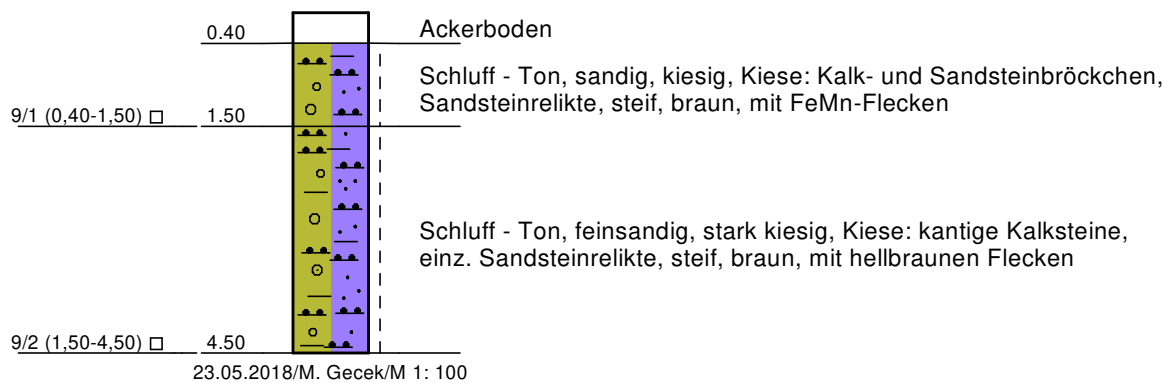 0.40 Ackerboden
Schluff - Ton, sandig, kiesig, Kiese: Kalk- und Sandsteinbröckchen,
Sandsteinrelikte, steif, braun, mit FeMn-Flecken
9/1 (0,40-1,50) 1.50
Schluff - Ton, feinsandig, stark kiesig, Kiese: kantige Kalksteine,
einz. Sandsteinrelikte, steif, braun, mit hellbraunen Flecken
9/2 (1,50-4,50) 4.50
23.05.2018/M. Gecek/M 1: 100